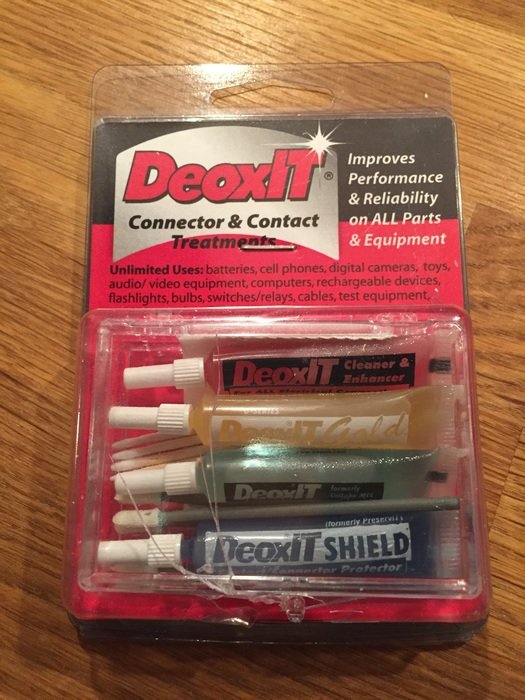 DeoxIT®
Connector & Contact
Treatments
Improves
Performance
& Reliability
on ALL Parts
& Equipment
Unlimited Uses: batteries, cell phones, digital cameras, toys,
audio/ video equipment, computers, rechargeable devices,
flashlights, bulbs, switches/relays, cables, test equipment,
DeoxIT Cleaner &
Enhancer
DeoxIT Gold
DeoxIT formerly
(formerly Preservit)
DeoxIT SHIELD
Connector Protector